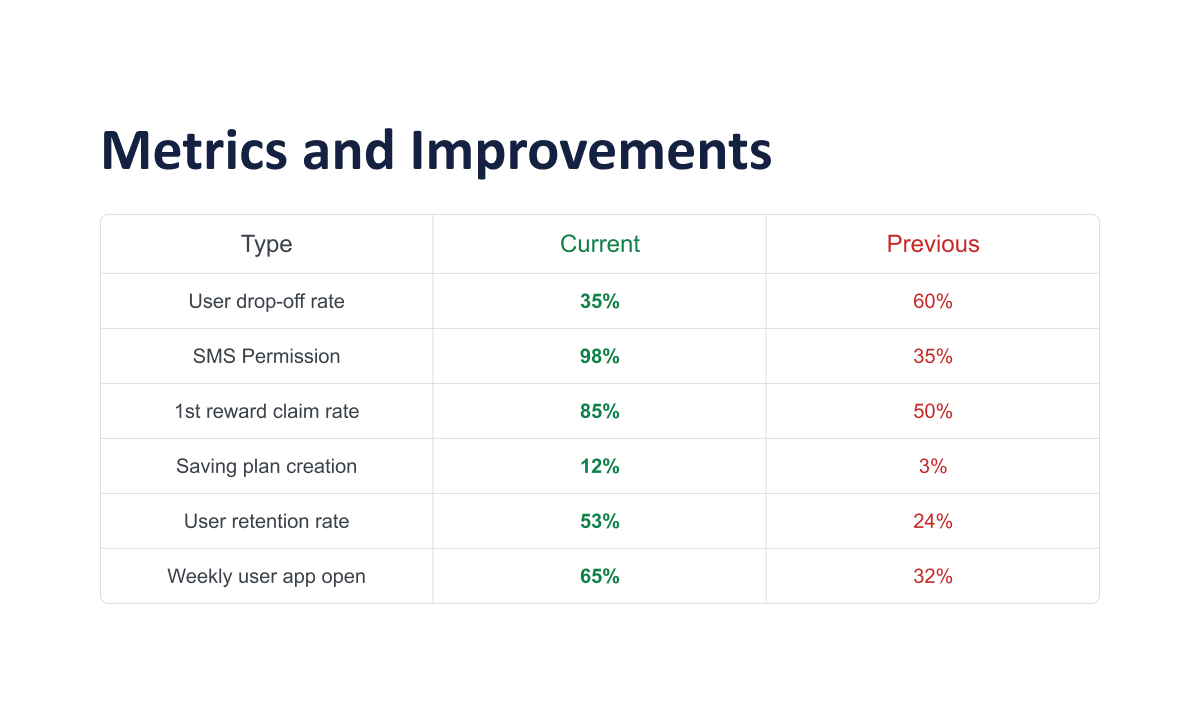 Metrics and Improvements
Type Current Previous
User drop-off rate 35% 60%
SMS Permission 98% 35%
1st reward claim rate 85% 50%
Saving plan creation 12% 3%
User retention rate 53% 24%
Weekly user app open 65% 32%